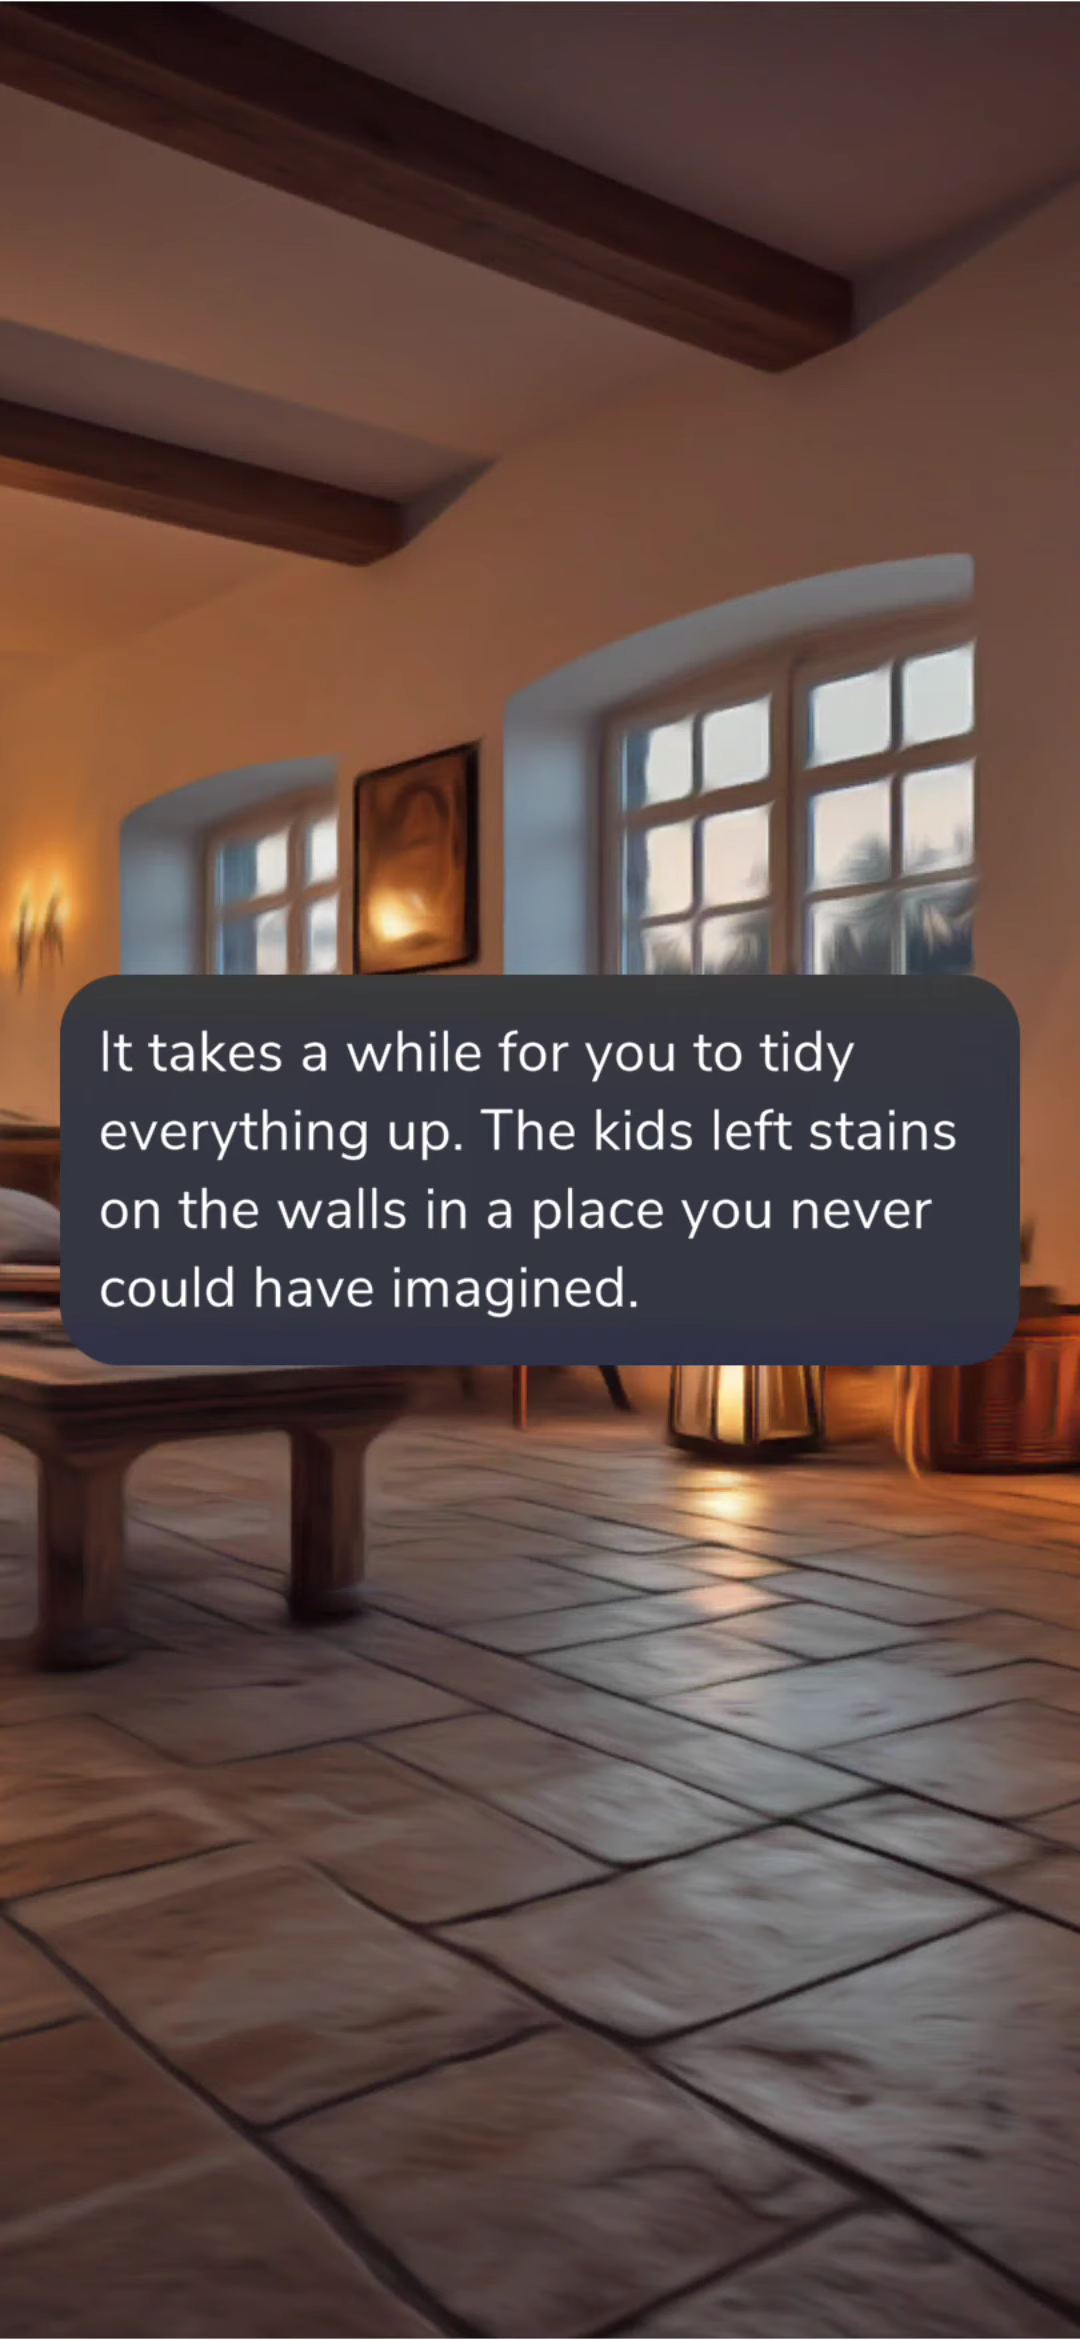 It takes a while for you to tidy
everything up. The kids left stains
on the walls in a place you never
could have imagined.